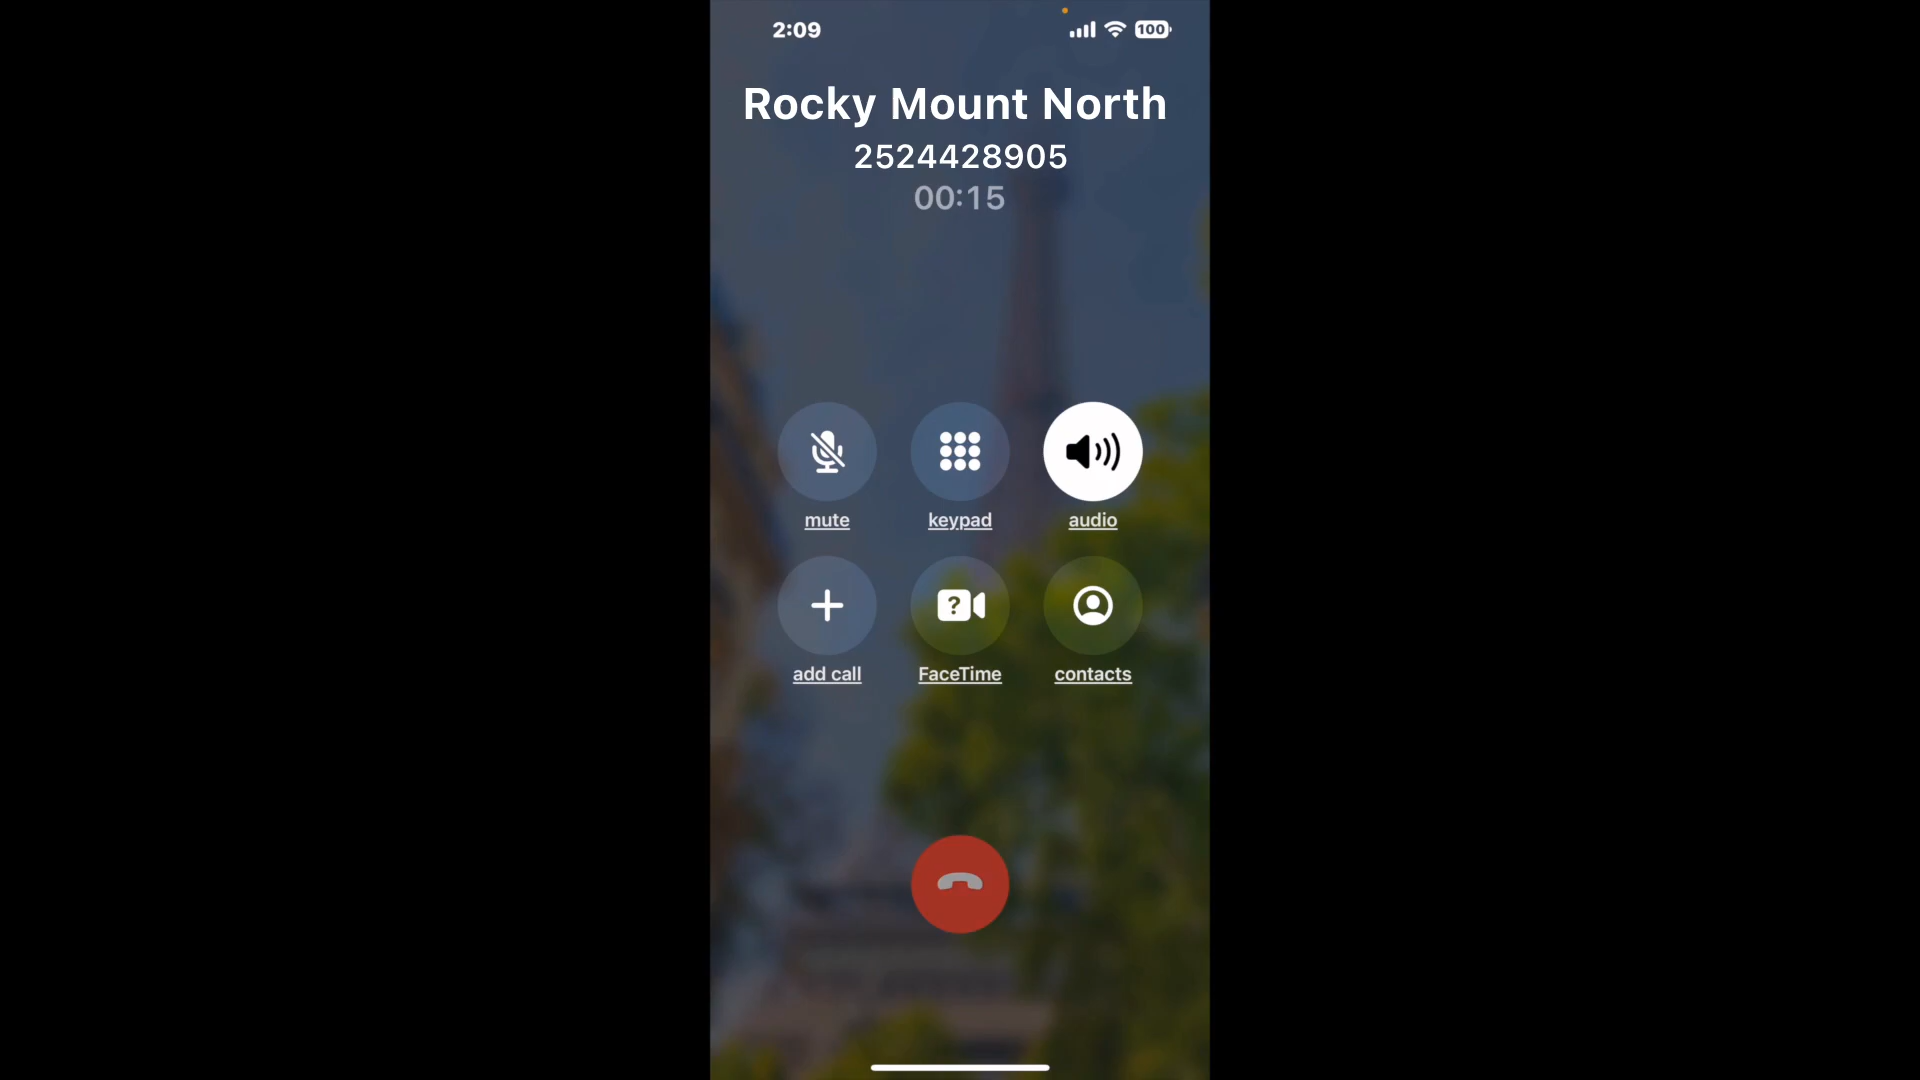 2:09
100
Rocky Mount North
2524428905
00:15
mute
keypad
audio
?
add call
FaceTime
contacts